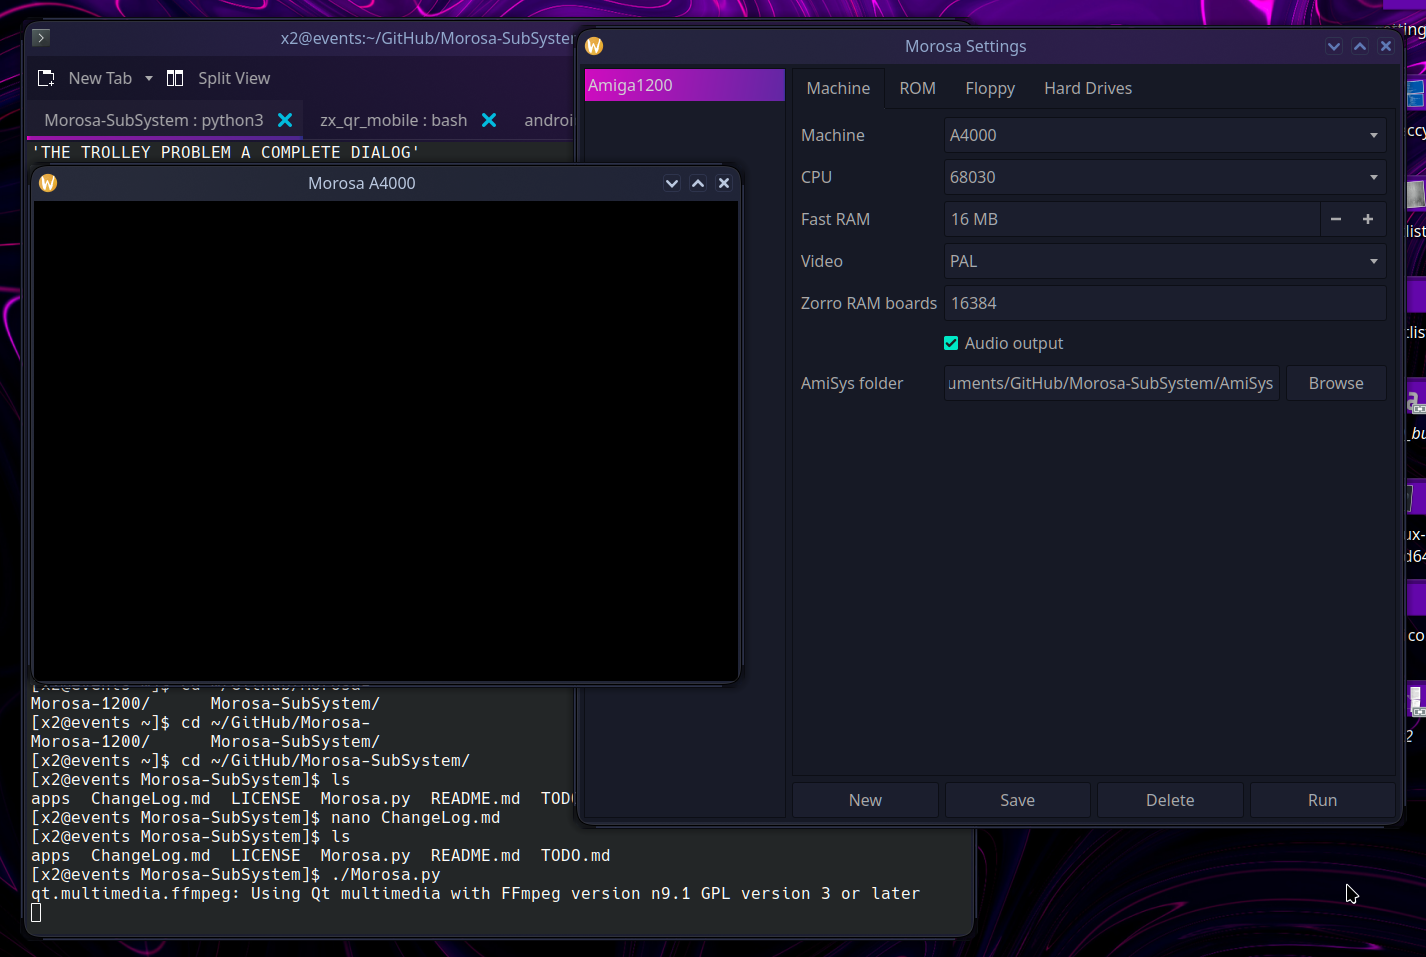 x2@events:~/GitHub/Morosa-SubSystem
New Tab
Split View
Morosa-SubSystem : python3
zx_qr_mobile : bash
'THE TROLLEY PROBLEM A COMPLETE DIALOG'
Morosa A4000
Morosa-1200/ Morosa-SubSystem/
[x2@events ~]$ cd ~/GitHub/Morosa-
Morosa-1200/ Morosa-SubSystem/
[x2@events ~]$ cd ~/GitHub/Morosa-SubSystem/
[x2@events Morosa-SubSystem]$ ls
apps ChangeLog.md LICENSE Morosa.py README.md
[x2@events Morosa-SubSystem]$ nano ChangeLog.md
[x2@events Morosa-SubSystem]$ ls
apps ChangeLog.md LICENSE Morosa.py README.md TODO.md
[x2@events Morosa-SubSystem]$ ./Morosa.py
qt.multimedia.ffmpeg: Using Qt multimedia with FFmpeg version n9.1 GPL version 3 or later
Morosa Settings
Amiga1200
Machine ROM Floppy Hard Drives
Machine A4000
CPU 68030
Fast RAM 16 MB
Video PAL
Zorro RAM boards 16384
Audio output
AmiSys folder uments/GitHub/Morosa-SubSystem/AmiSys Browse
New Save Delete Run